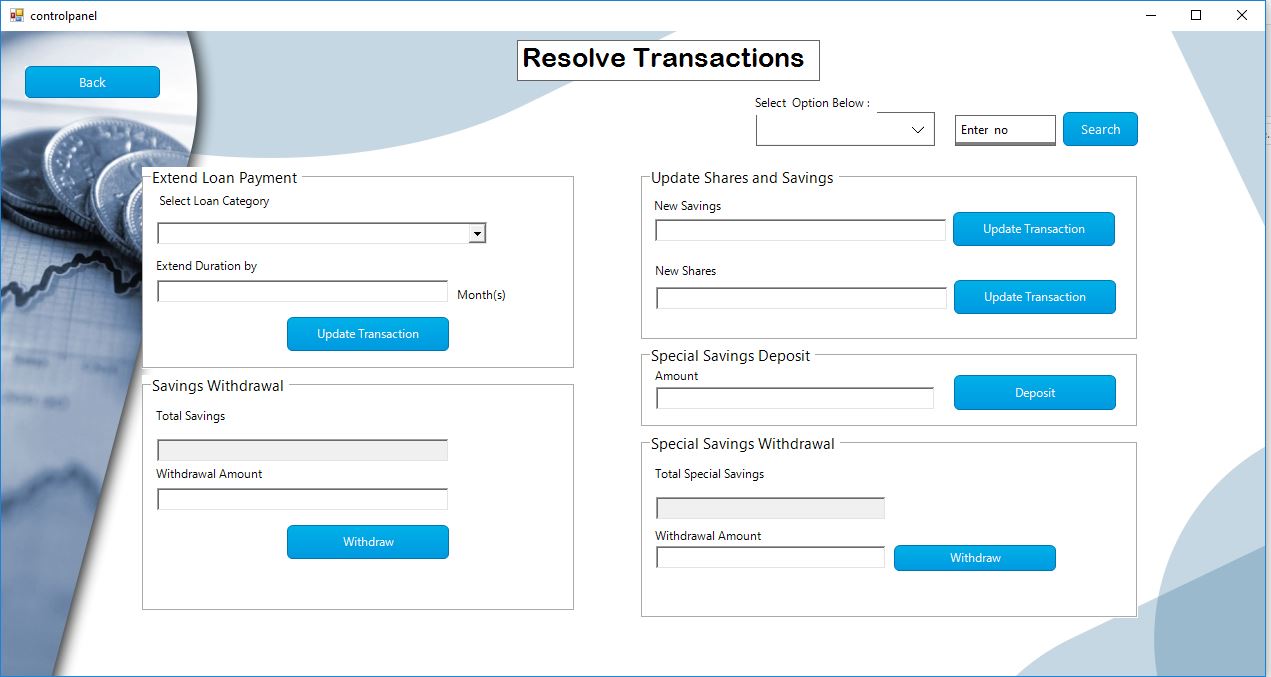 controlpanel
Back
Resolve Transactions
Select  Option Below :
Enter  no
Search
Extend Loan Payment
Select Loan Category
Extend Duration by
Month(s)
Update Transaction
Savings Withdrawal
Total Savings
Withdrawal Amount
Withdraw
Update Shares and Savings
New Savings
Update Transaction
New Shares
Update Transaction
Special Savings Deposit
Amount
Deposit
Special Savings Withdrawal
Total Special Savings
Withdrawal Amount
Withdraw